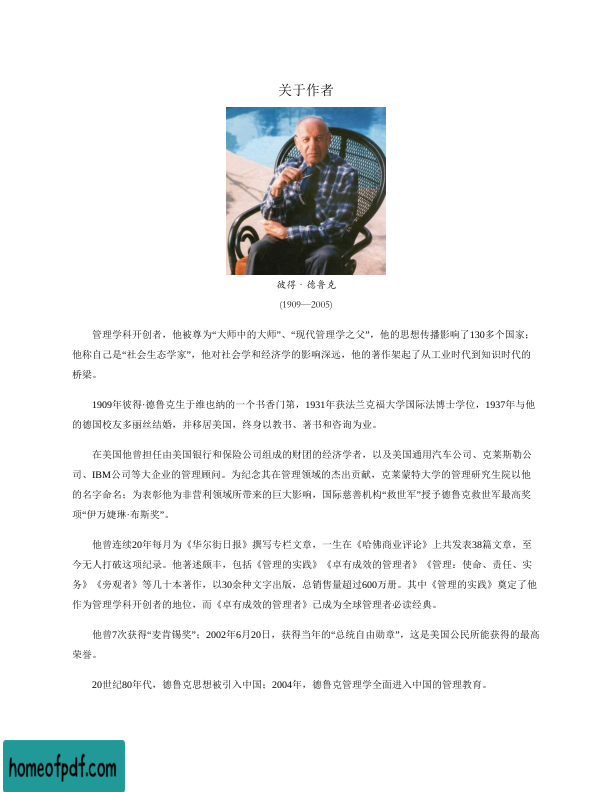 关于作者
彼得·德鲁克
(1909—2005)
管理学科开创者，他被尊为“大师中的大师”、“现代管理学之父”，他的思想传播影响了130多个国家；
他称自己是“社会生态学家”，他对社会学和经济学的影响深远，他的著作架起了从工业时代到知识时代的
桥梁。
1909年彼得·德鲁克生于维也纳的一个书香门第，1931年获法兰克福大学国际法博士学位，1937年与他
的德国校友多丽丝结婚，并移居美国，终身以教书、著书和咨询为业。
在美国他曾担任由美国银行和保险公司组成的财团的经济学者，以及美国通用汽车公司、克莱斯勒公
司、IBM公司等大企业的管理顾问。为纪念其在管理领域的杰出贡献，克莱蒙特大学的管理研究生院以他
的名字命名；为表彰他为非营利领域所带来的巨大影响，国际慈善机构“救世军”授予德鲁克救世军最高奖
项“伊万婕琳·布斯奖”。
他曾连续20年每月为《华尔街日报》撰写专栏文章，一生在《哈佛商业评论》上共发表38篇文章，至
今无人打破这项纪录。他著述颇丰，包括《管理的实践》《卓有成效的管理者》《管理：使命、责任、实
务》《旁观者》等几十本著作，以30余种文字出版，总销售量超过600万册。其中《管理的实践》奠定了他
作为管理学科开创者的地位，而《卓有成效的管理者》已成为全球管理者必读经典。
他曾7次获得“麦肯锡奖”；2002年6月20日，获得当年的“总统自由勋章”，这是美国公民所能获得的最高
荣誉。
20世纪80年代，德鲁克思想被引入中国；2004年，德鲁克管理学全面进入中国的管理教育。
homeofpdf.com